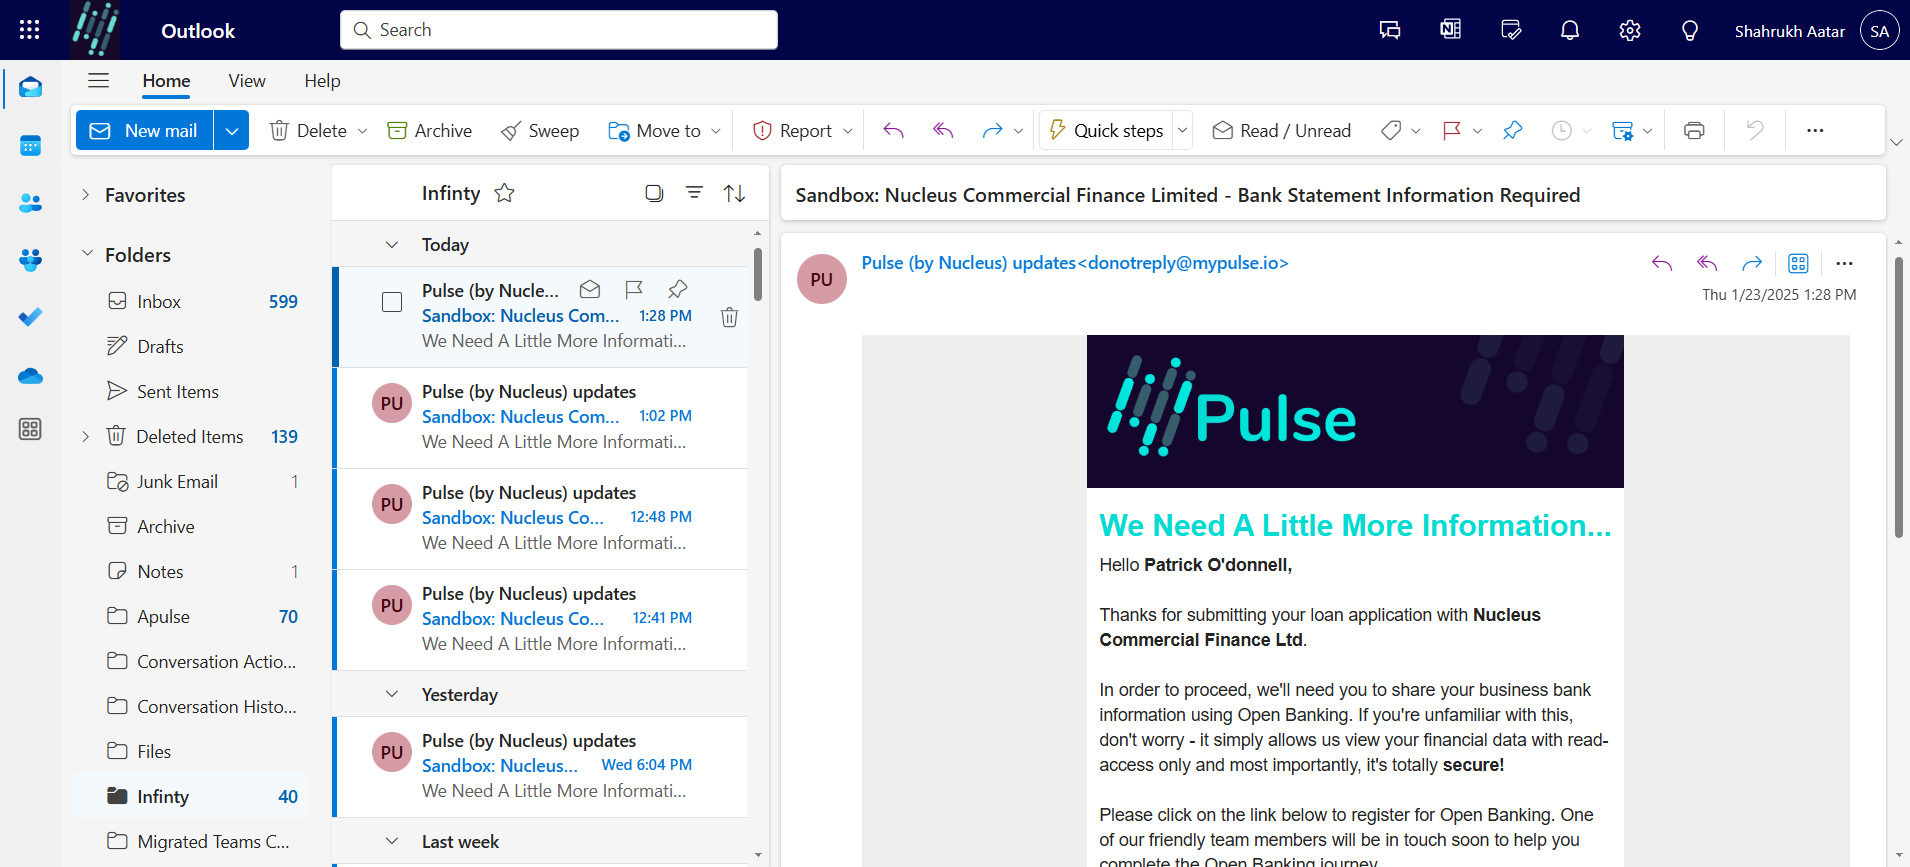 Outlook
Search
Shahrukh Aatar
SA
Home
View
Help
New mail
Delete
Archive
Sweep
Move to
Report
Quick steps
Read / Unread
Favorites
Folders
Inbox 599
Drafts
Sent Items
Deleted Items 139
Junk Email 1
Archive
Notes 1
Apulse 70
Conversation Actio...
Conversation Histo...
Files
Infinty 40
Migrated Teams C...
Infinty
Today
Pulse (by Nucle...
Sandbox: Nucleus Com... 1:28 PM
We Need A Little More Informati...
PU
Pulse (by Nucleus) updates
Sandbox: Nucleus Com... 1:02 PM
We Need A Little More Informati...
PU
Pulse (by Nucleus) updates
Sandbox: Nucleus Co... 12:48 PM
We Need A Little More Informati...
PU
Pulse (by Nucleus) updates
Sandbox: Nucleus Co... 12:41 PM
We Need A Little More Informati...
Yesterday
PU
Pulse (by Nucleus) updates
Sandbox: Nucleus... Wed 6:04 PM
We Need A Little More Informati...
Last week
Sandbox: Nucleus Commercial Finance Limited - Bank Statement Information Required
PU
Pulse (by Nucleus) updates<donotreply@mypulse.io>
Thu 1/23/2025 1:28 PM
Pulse
We Need A Little More Information...
Hello Patrick O'donnell,
Thanks for submitting your loan application with Nucleus
Commercial Finance Ltd.
In order to proceed, we'll need you to share your business bank
information using Open Banking. If you're unfamiliar with this,
don't worry - it simply allows us view your financial data with read-
access only and most importantly, it's totally secure!
Please click on the link below to register for Open Banking. One
of our friendly team members will be in touch soon to help you
complete the Open Banking journey.